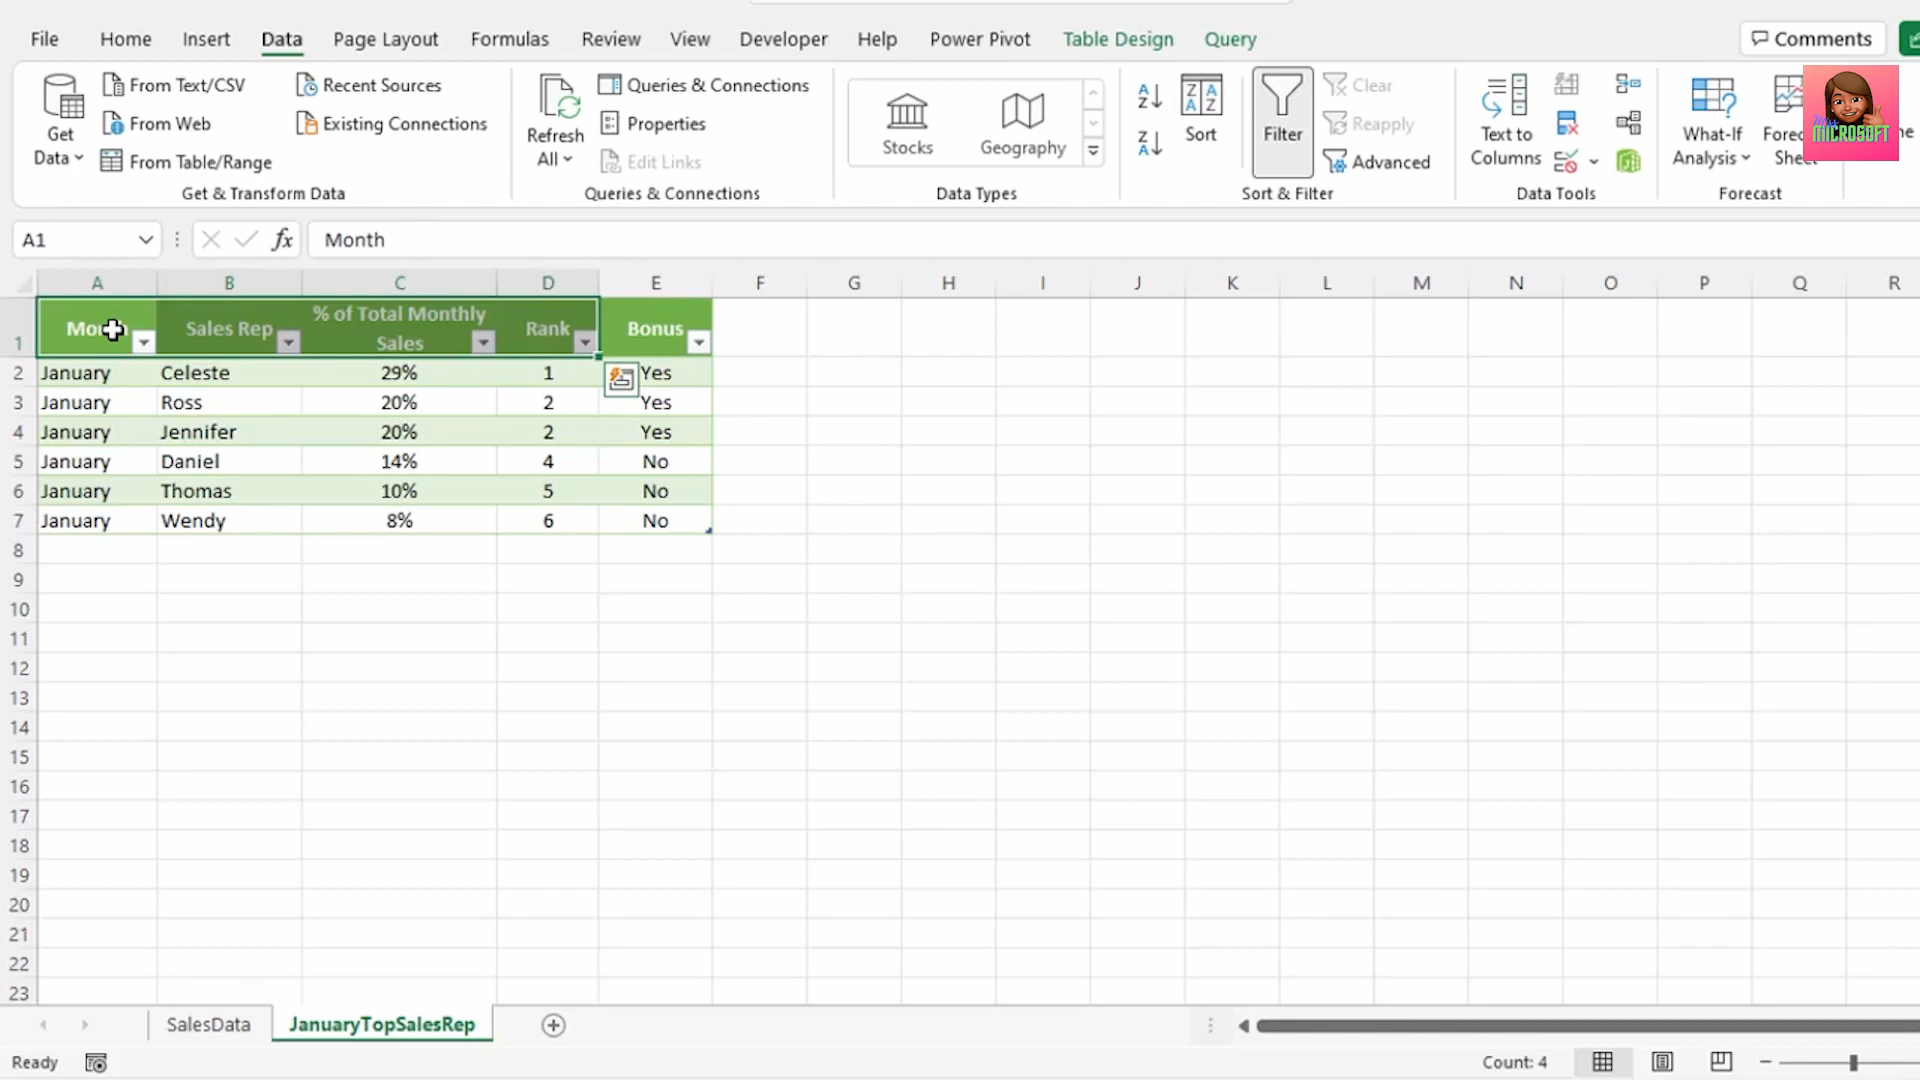 File Home Insert Data Page Layout Formulas Review View Developer Help Power Pivot Table Design Query Comments
Get Data
From Text/CSV
From Web
From Table/Range
Recent Sources
Existing Connections
Get & Transform Data
Refresh All
Queries & Connections
Properties
Edit Links
Queries & Connections
Stocks
Geography
Data Types
Sort
Filter
Clear
Reapply
Advanced
Sort & Filter
Text to Columns
Data Tools
What-If Analysis
Forecast
MICROSOFT
A1 fx Month
A B C D E F G H I J K L M N O P Q R
1 Sales Rep % of Total Monthly Sales Rank Bonus
2 January Celeste 29% 1 Yes
3 January Ross 20% 2 Yes
4 January Jennifer 20% 2 Yes
5 January Daniel 14% 4 No
6 January Thomas 10% 5 No
7 January Wendy 8% 6 No
8
9
10
11
12
13
14
15
16
17
18
19
20
21
22
23
SalesData JanuaryTopSalesRep
Ready Count: 4